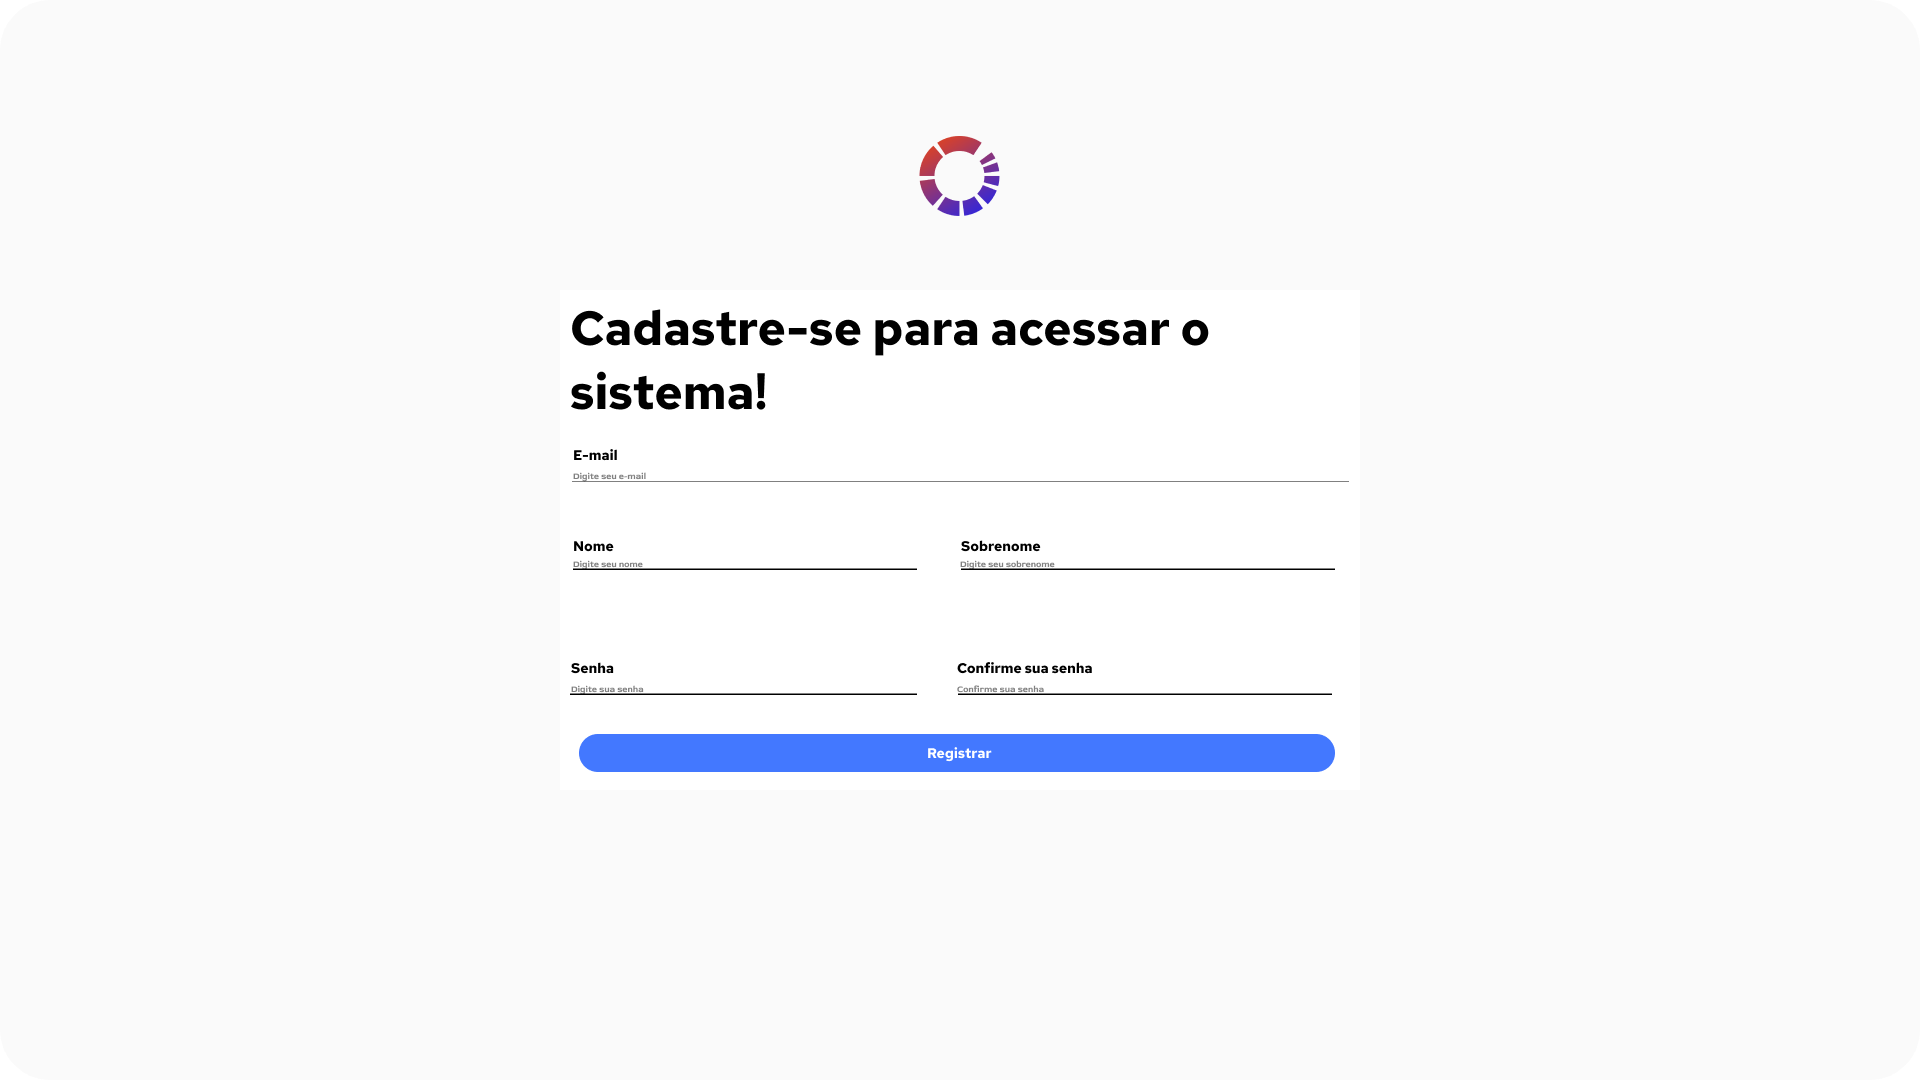 Cadastre-se para acessar o
sistema!
E-mail
Digite seu e-mail
Nome
Sobrenome
Digite seu nome
Digite seu sobrenome
Senha
Confirme sua senha
Digite sua senha
Confirme sua senha
Registrar